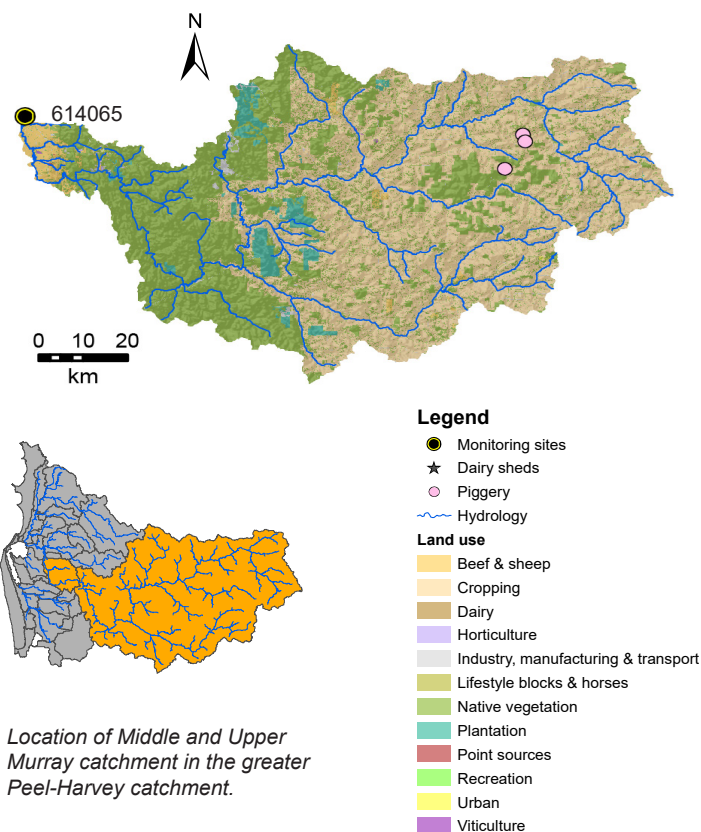 N
614065
0 10 20
km
Legend
Monitoring sites
Dairy sheds
Piggery
Hydrology
Land use
Beef & sheep
Cropping
Dairy
Horticulture
Industry, manufacturing & transport
Lifestyle blocks & horses
Native vegetation
Plantation
Point sources
Recreation
Urban
Viticulture
Location of Middle and Upper
Murray catchment in the greater
Peel-Harvey catchment.